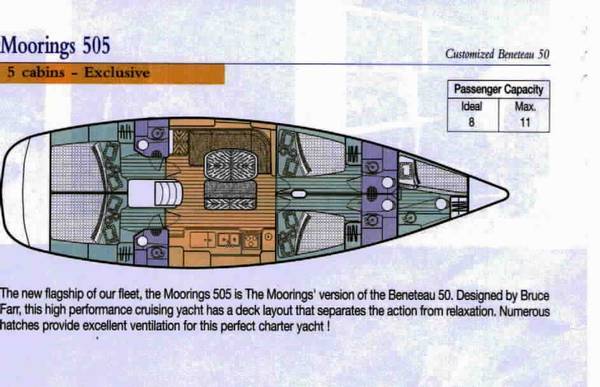 Moorings 505
Customized Beneteau 50
5 cabins - Exclusive
Passenger Capacity
Ideal Max.
8 11
The new flagship of our fleet, the Moorings 505 is The Moorings' version of the Beneteau 50. Designed by Bruce
Farr, this high performance cruising yacht has a deck layout that separates the action from relaxation. Numerous
hatches provide excellent ventilation for this perfect charter yacht !